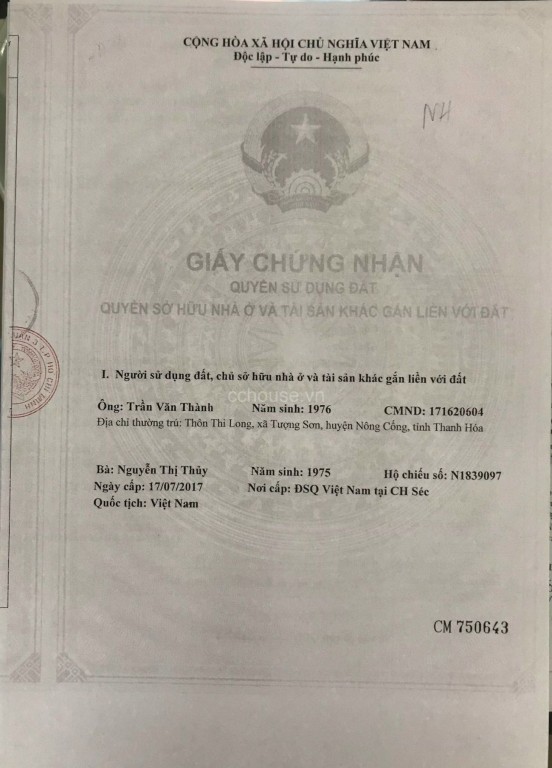 CỘNG HÒA XÃ HỘI CHỦ NGHĨA VIỆT NAM
Độc lập - Tự do - Hạnh phúc
NH
GIẤY CHỨNG NHẬN
QUYỀN SỬ DỤNG ĐẤT
QUYỀN SỞ HỮU NHÀ Ở VÀ TÀI SẢN KHÁC GẮN LIỀN VỚI ĐẤT
I. Người sử dụng đất, chủ sở hữu nhà ở và tài sản khác gắn liền với đất
cchouse.vn
Ông: Trần Văn Thành Năm sinh: 1976 CMND: 171620604
Địa chỉ thường trú: Thôn Thi Long, xã Tượng Sơn, huyện Nông Cống, tỉnh Thanh Hóa
Bà: Nguyễn Thị Thủy Năm sinh: 1975 Hộ chiếu số: N1839097
Ngày cấp: 17/07/2017 Nơi cấp: ĐSQ Việt Nam tại CH Séc
Quốc tịch: Việt Nam
CM 750643